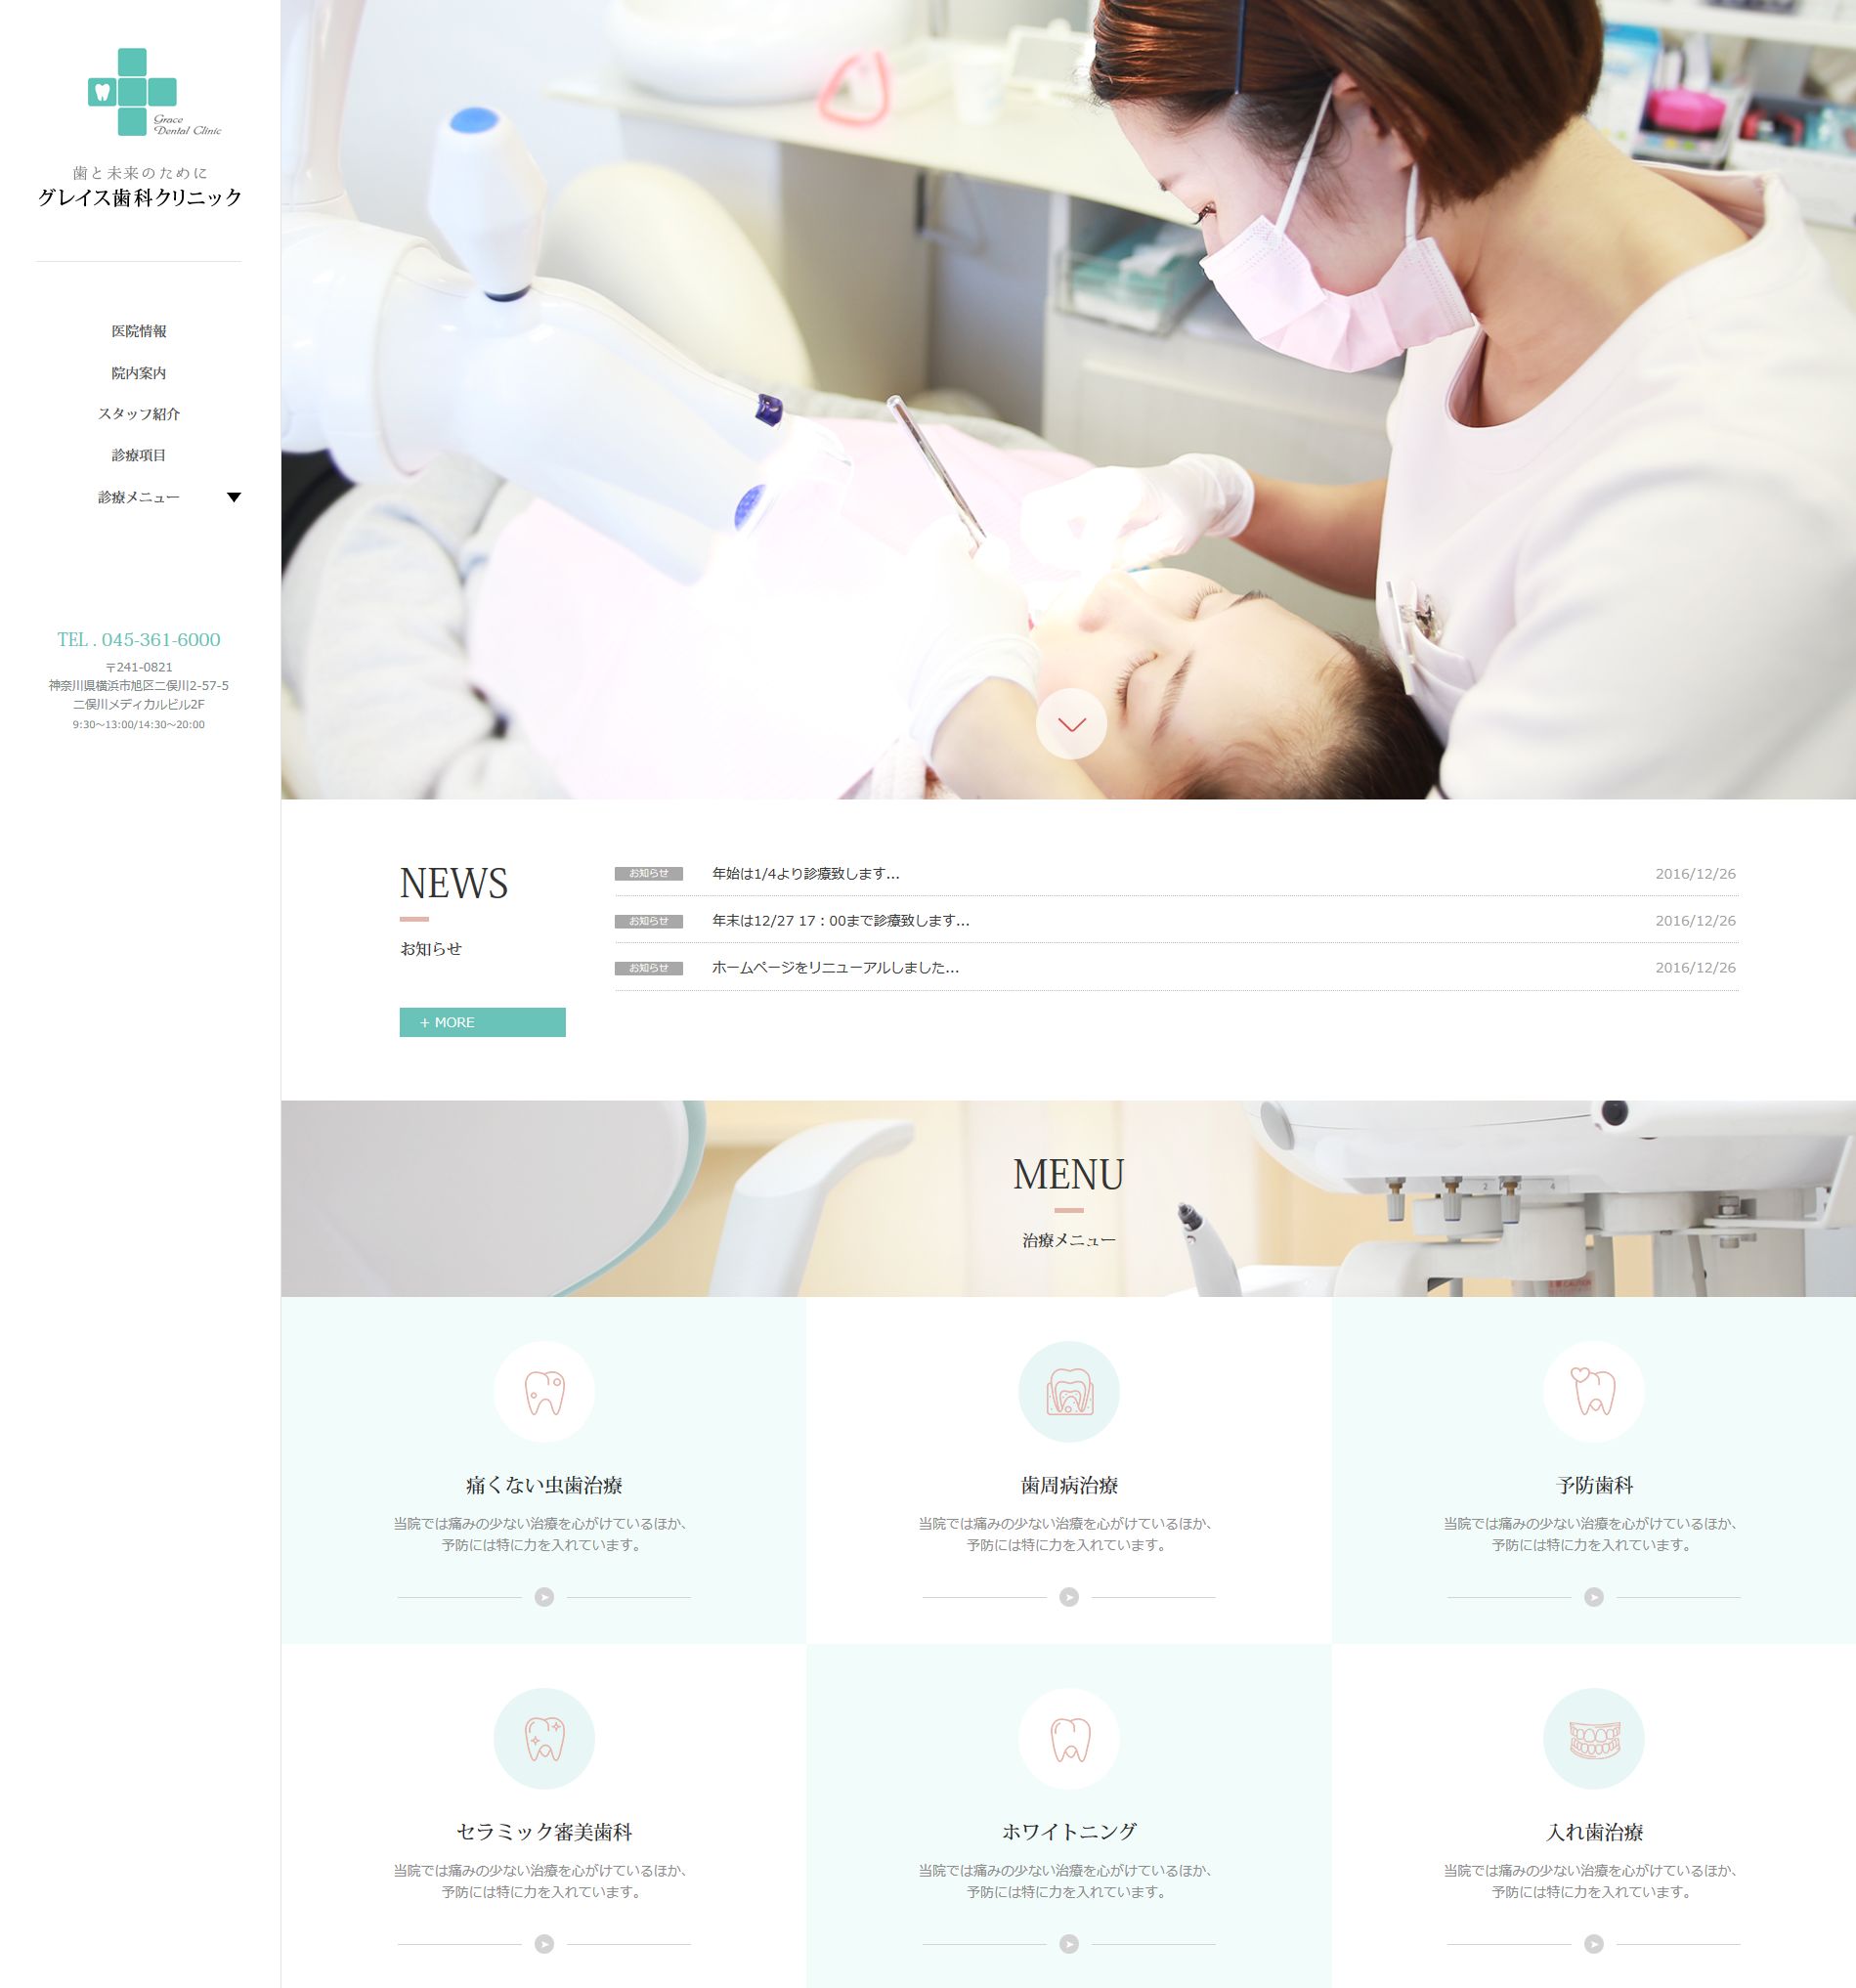 Grace
Dental Clinic
歯と未来のために
グレイス歯科クリニック
医院情報
院内案内
スタッフ紹介
診療項目
診療メニュー
TEL . 045-361-6000
〒241-0821
神奈川県横浜市旭区二俣川2-57-5
二俣川メディカルビル2F
9:30～13:00/14:30～20:00
NEWS
お知らせ
+ MORE
お知らせ 年始は1/4より診療致します... 2016/12/26
お知らせ 年末は12/27 17：00まで診療致します... 2016/12/26
お知らせ ホームページをリニューアルしました... 2016/12/26
MENU
治療メニュー
痛くない虫歯治療
当院では痛みの少ない治療を心がけているほか、
予防には特に力を入れています。
歯周病治療
当院では痛みの少ない治療を心がけているほか、
予防には特に力を入れています。
予防歯科
当院では痛みの少ない治療を心がけているほか、
予防には特に力を入れています。
セラミック審美歯科
当院では痛みの少ない治療を心がけているほか、
予防には特に力を入れています。
ホワイトニング
当院では痛みの少ない治療を心がけているほか、
予防には特に力を入れています。
入れ歯治療
当院では痛みの少ない治療を心がけているほか、
予防には特に力を入れています。